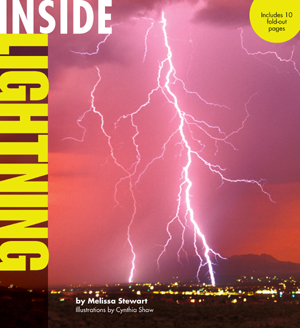 INSIDE
LIGHTNING
Includes 10
fold-out
pages
by Melissa Stewart
Illustrations by Cynthia Shaw